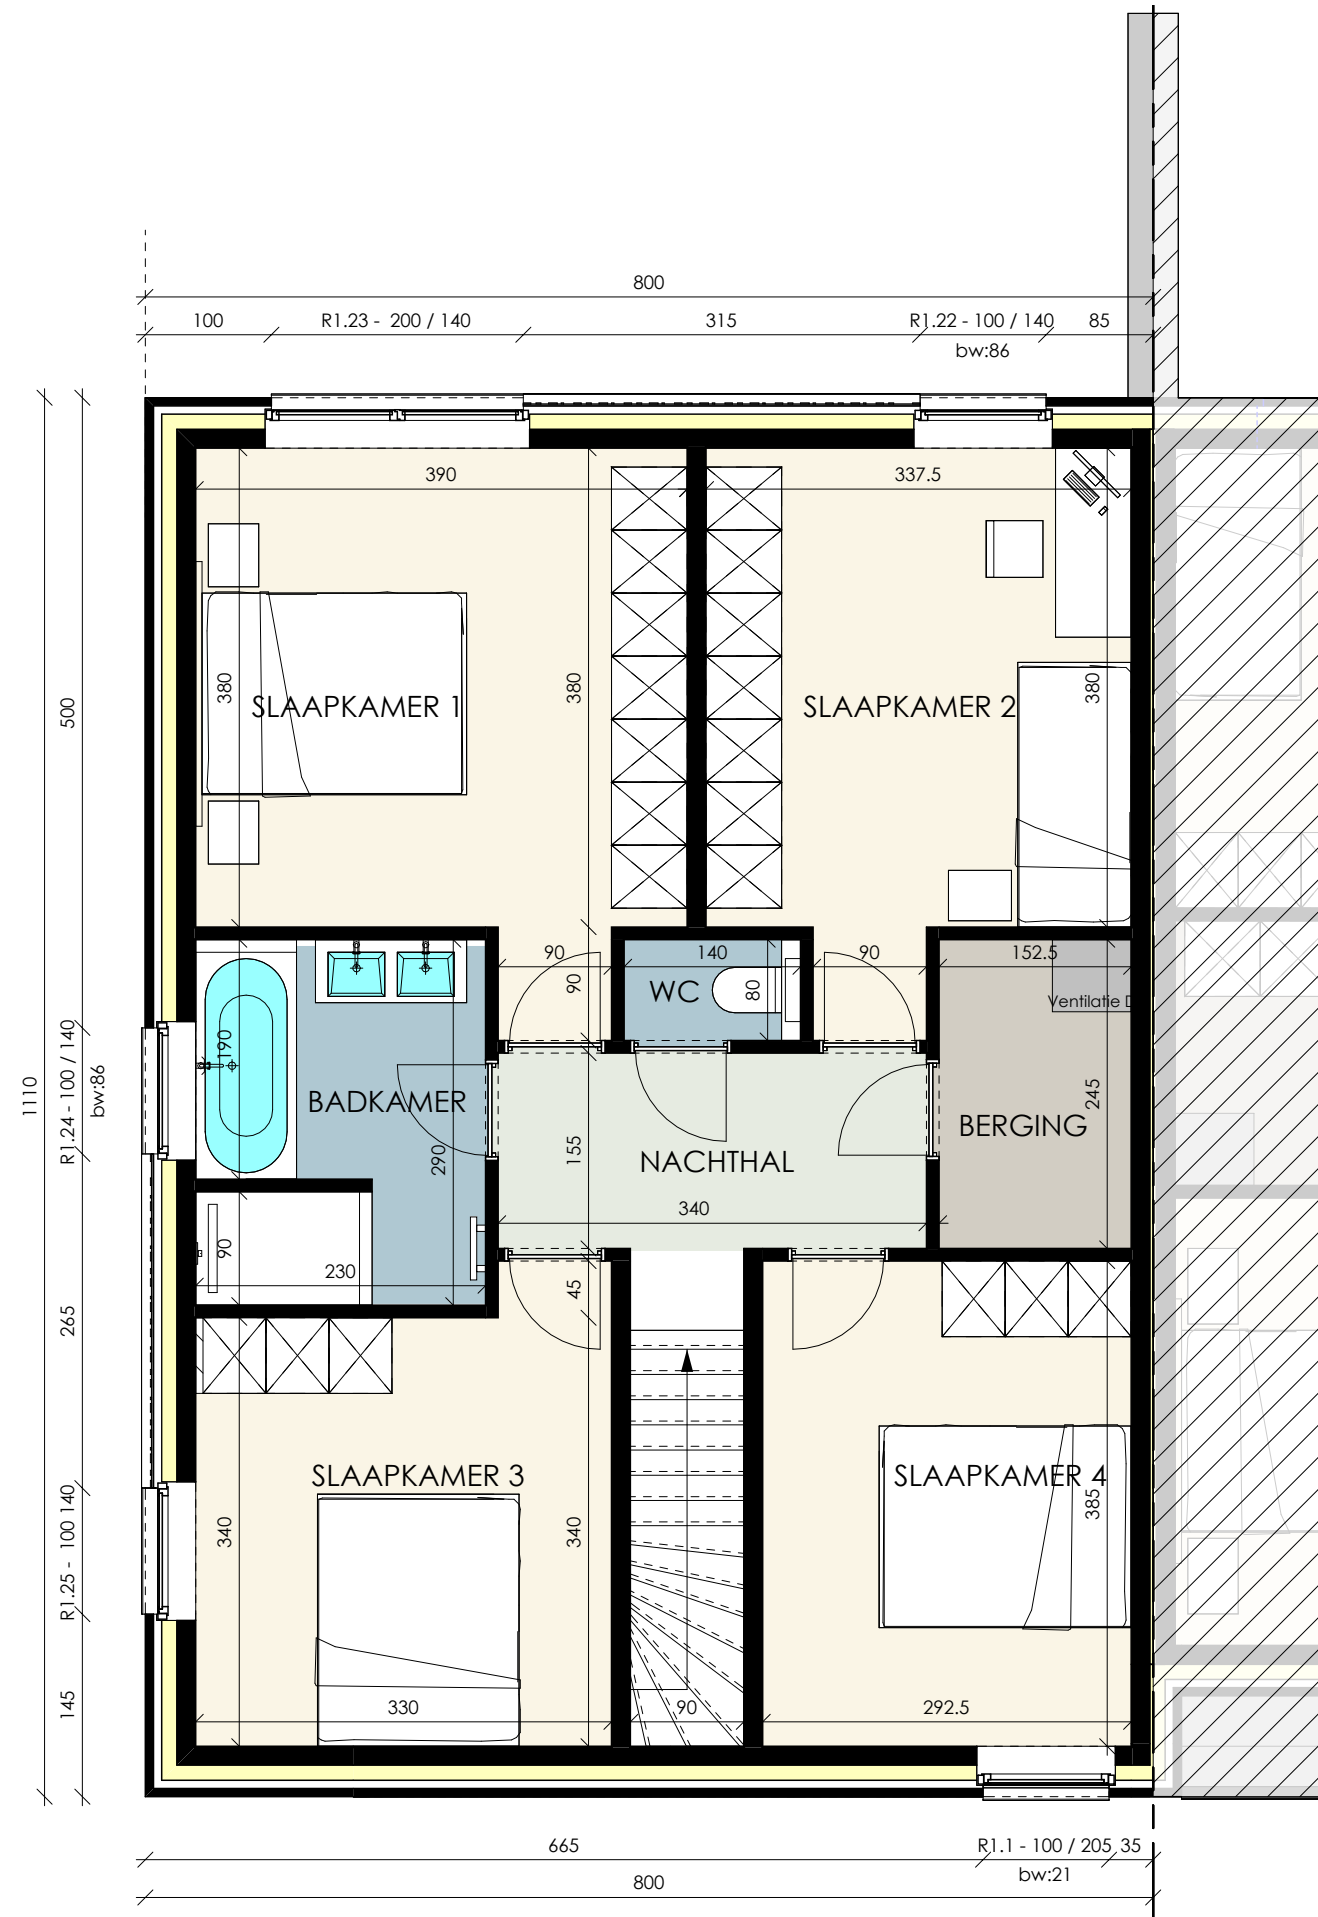 800
100
R1.23 - 200 / 140
315
R1.22 - 100 / 140
85
bw:86
390
337.5
500
380
380
380
SLAAPKAMER 1
SLAAPKAMER 2
90
140
90
152.5
90
WC
80
Ventilatie D
190
1110
R1.24 - 100 / 140
bw:86
BADKAMER
245
BERGING
290
155
NACHTHAL
340
90
230
45
265
SLAAPKAMER 3
SLAAPKAMER 4
385
340
340
R1.25 - 100 140
145
330
90
292.5
665
R1.1 - 100 / 205
35
bw:21
800